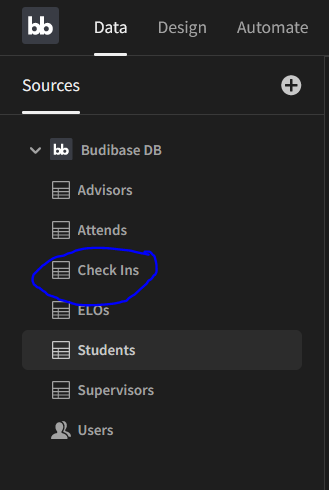 bb Data Design Automate
Sources
bb Budibase DB
Advisors
Attends
Check Ins
ELOs
Students
Supervisors
Users